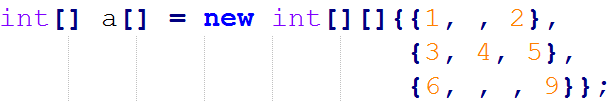 int[] a[] = new int[][]{{1, , 2},
{3, 4, 5},
{6, , , 9}};